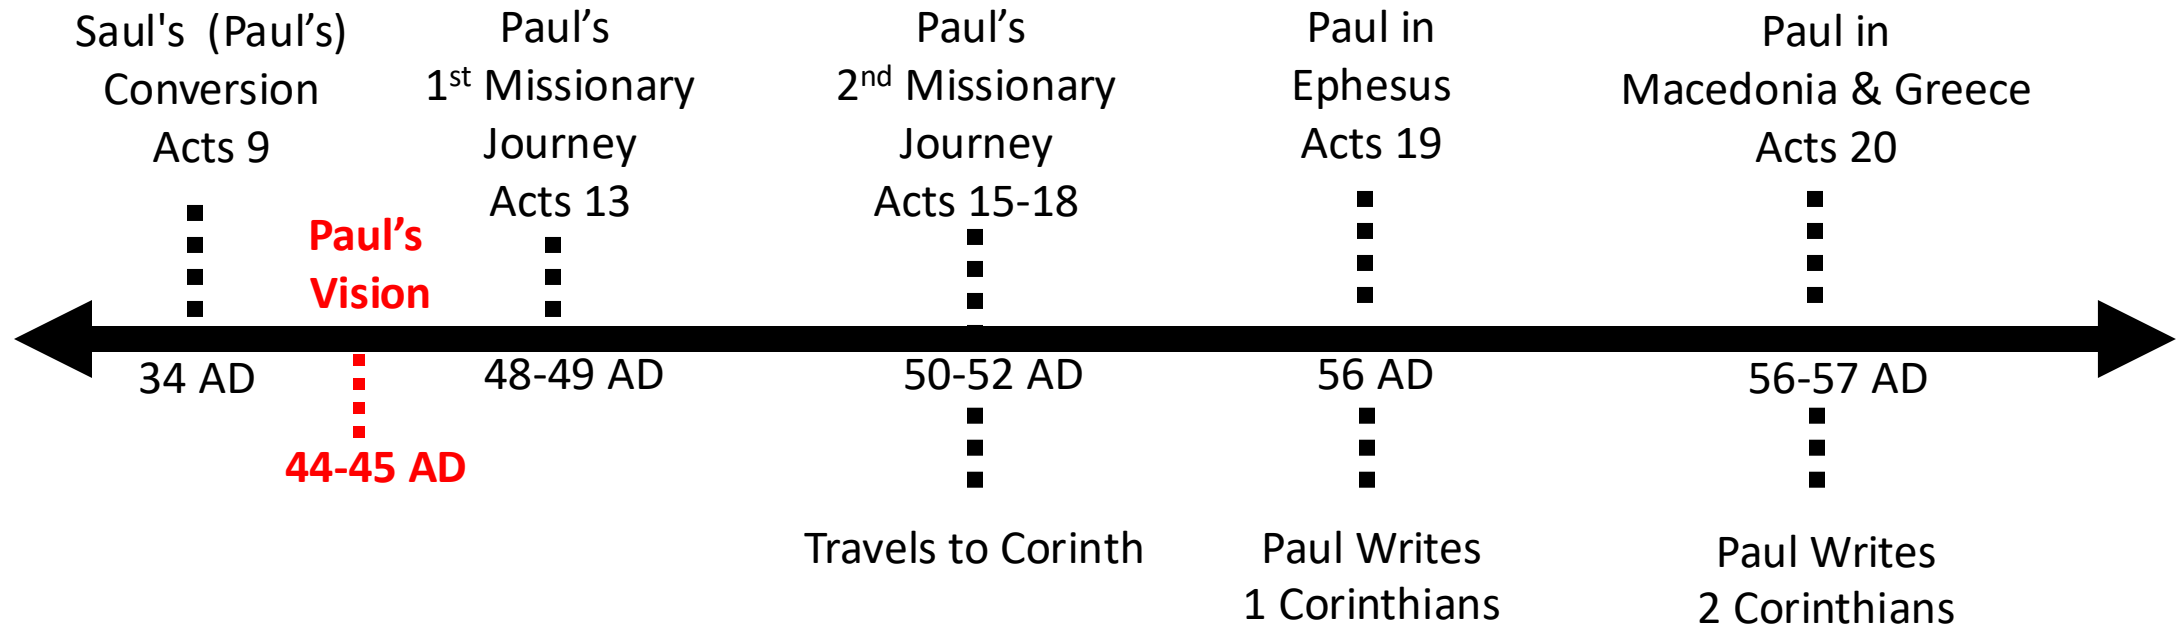 Saul's  (Paul’s)
Conversion
Acts 9
Paul’s
1st Missionary
Journey
Acts 13
Paul’s
2nd Missionary
Journey
Acts 15-18
Paul in
Ephesus
Acts 19
Paul in
Macedonia & Greece
Acts 20
Paul’s
Vision
34 AD
48-49 AD
50-52 AD
56 AD
56-57 AD
44-45 AD
Travels to Corinth
Paul Writes
1 Corinthians
Paul Writes
2 Corinthians